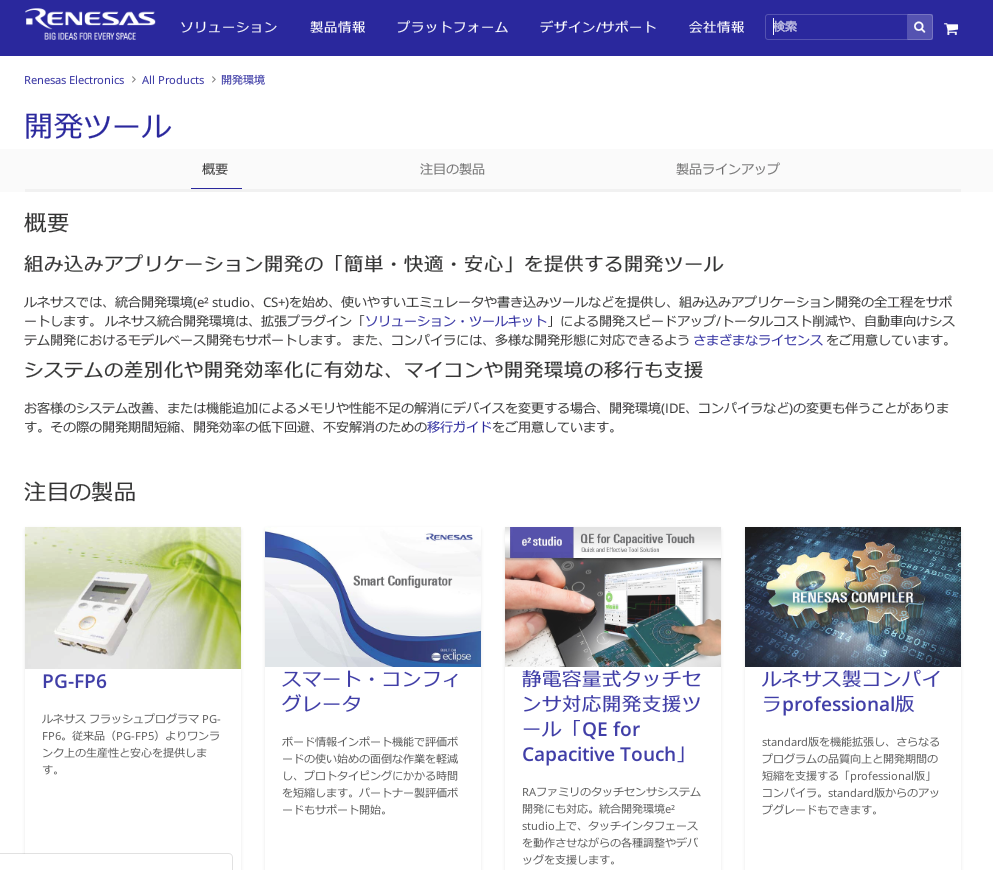 RENESAS
BIG IDEAS FOR EVERY SPACE
ソリューション 製品情報 プラットフォーム デザイン/サポート 会社情報 検索
Renesas Electronics > All Products > 開発環境
開発ツール
概要 注目の製品 製品ラインアップ
概要
組み込みアプリケーション開発の「簡単・快適・安心」を提供する開発ツール
ルネサスでは、統合開発環境(e² studio、CS+)を始め、使いやすいエミュレータや書き込みツールなどを提供し、組み込みアプリケーション開発の全工程をサポ
ートします。 ルネサス統合開発環境は、拡張プラグイン「ソリューション・ツールキット」による開発スピードアップ/トータルコスト削減や、自動車向けシス
テム開発におけるモデルベース開発もサポートします。 また、コンパイラには、多様な開発形態に対応できるよう さまざまなライセンス をご用意しています。
システムの差別化や開発効率化に有効な、マイコンや開発環境の移行も支援
お客様のシステム改善、または機能追加によるメモリや性能不足の解消にデバイスを変更する場合、開発環境(IDE、コンパイラなど)の変更も伴うことがありま
す。その際の開発期間短縮、開発効率の低下回避、不安解消のための移行ガイドをご用意しています。
注目の製品
PG-FP6
ルネサス フラッシュプログラマ PG-
FP6。従来品（PG-FP5）よりワンラ
ンク上の生産性と安心を提供しま
す。
RENESAS
Smart Configurator
eclipse
スマート・コンフィ
グレータ
ボード情報インポート機能で評価ボ
ードの使い始めの面倒な作業を軽減
し、プロトタイピングにかかる時間
を短縮します。パートナー製評価ボ
ードもサポート開始。
e² studio
QE for Capacitive Touch
Quick and Effective Tool Solution
静電容量式タッチセ
ンサ対応開発支援ツ
ール「QE for
Capacitive Touch」
RAファミリのタッチセンサシステム
開発にも対応。統合開発環境e²
studio上で、タッチインタフェース
を動作させながらの各種調整やデバ
ッグを支援します。
RENESAS COMPILER
ルネサス製コンパイ
ラprofessional版
standard版を機能拡張し、さらなる
プログラムの品質向上と開発期間の
短縮を支援する「professional版」
コンパイラ。standard版からのアッ
プグレードもできます。